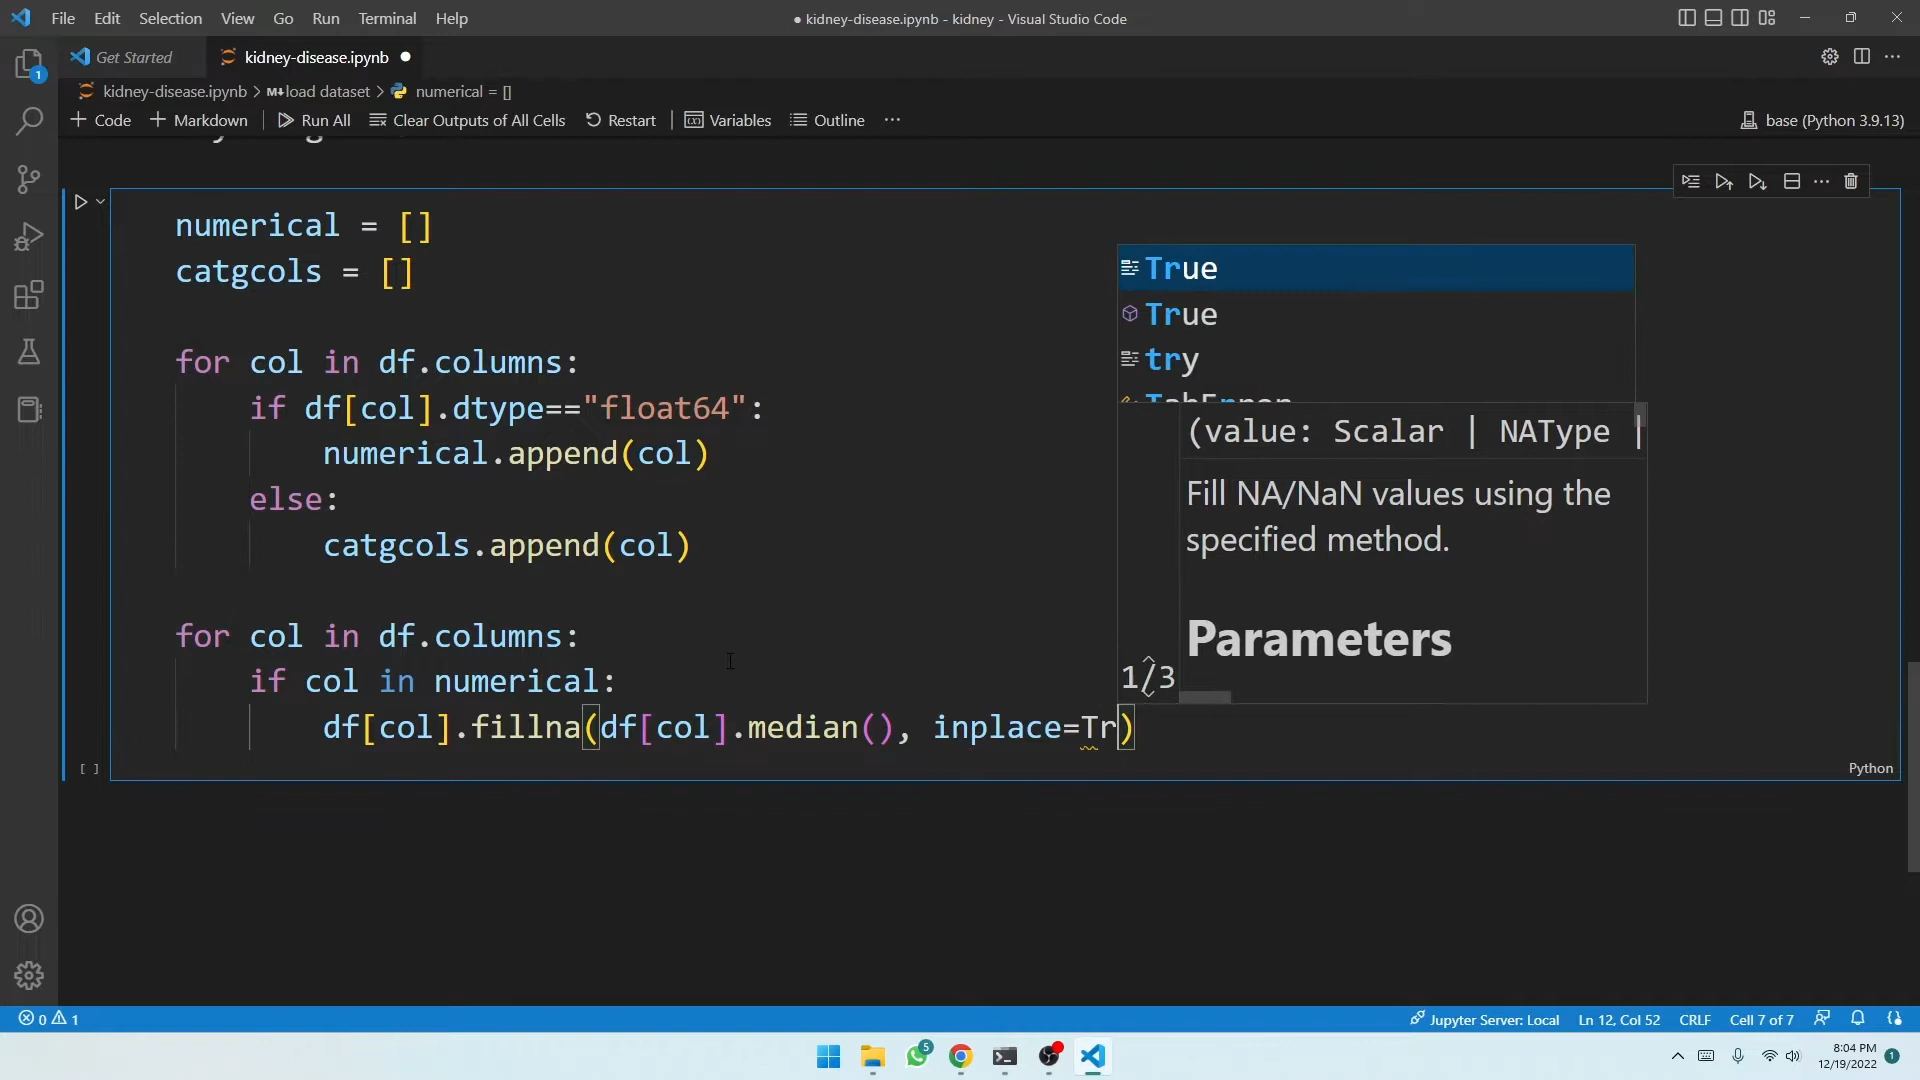 File Edit Selection View Go Run Terminal Help
● kidney-disease.ipynb - kidney - Visual Studio Code
Get Started
kidney-disease.ipynb ●
kidney-disease.ipynb > M↓load dataset > numerical = []
+ Code + Markdown Run All Clear Outputs of All Cells Restart Variables Outline ...
base (Python 3.9.13)
1
numerical = []
catgcols = []
for col in df.columns:
if df[col].dtype=="float64":
numerical.append(col)
else:
catgcols.append(col)
for col in df.columns:
if col in numerical:
df[col].fillna(df[col].median(), inplace=Tr)
True
True
try
TabError
(value: Scalar | NAType |
Fill NA/NaN values using the
specified method.
Parameters
1/3
[ ]
Python
0 1
Jupyter Server: Local Ln 12, Col 52 CRLF Cell 7 of 7
5
8:04 PM
12/19/2022
1